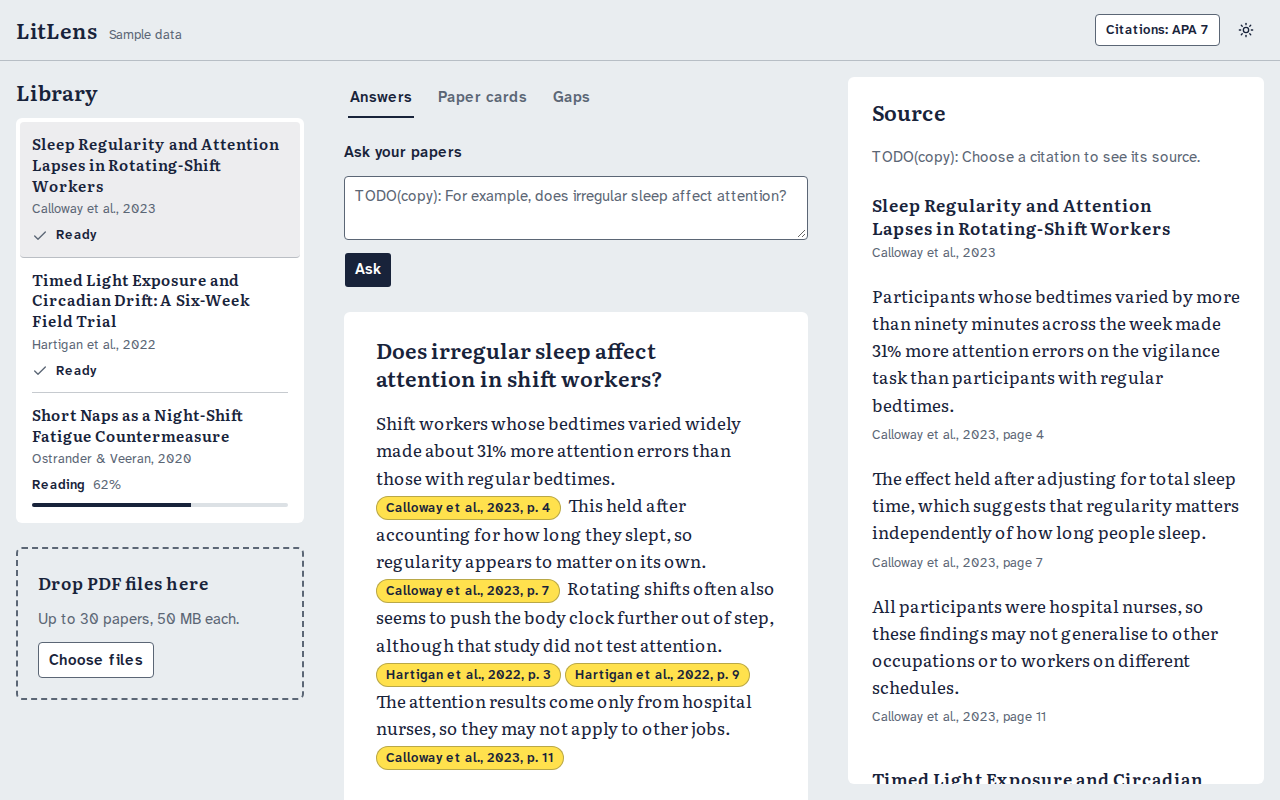 LitLens Sample data
Citations: APA 7
Library
Sleep Regularity and Attention
Lapses in Rotating-Shift
Workers
Calloway et al., 2023
Ready
Timed Light Exposure and
Circadian Drift: A Six-Week
Field Trial
Hartigan et al., 2022
Ready
Short Naps as a Night-Shift
Fatigue Countermeasure
Ostrander & Veeran, 2020
Reading 62%
Drop PDF files here
Up to 30 papers, 50 MB each.
Choose files
Answers Paper cards Gaps
Ask your papers
TODO(copy): For example, does irregular sleep affect attention?
Ask
Does irregular sleep affect
attention in shift workers?
Shift workers whose bedtimes varied widely
made about 31% more attention errors than
those with regular bedtimes.
Calloway et al., 2023, p. 4 This held after
accounting for how long they slept, so
regularity appears to matter on its own.
Calloway et al., 2023, p. 7 Rotating shifts often also
seems to push the body clock further out of step,
although that study did not test attention.
Hartigan et al., 2022, p. 3 Hartigan et al., 2022, p. 9
The attention results come only from hospital
nurses, so they may not apply to other jobs.
Calloway et al., 2023, p. 11
Source
TODO(copy): Choose a citation to see its source.
Sleep Regularity and Attention
Lapses in Rotating-Shift Workers
Calloway et al., 2023
Participants whose bedtimes varied by more
than ninety minutes across the week made
31% more attention errors on the vigilance
task than participants with regular
bedtimes.
Calloway et al., 2023, page 4
The effect held after adjusting for total sleep
time, which suggests that regularity matters
independently of how long people sleep.
Calloway et al., 2023, page 7
All participants were hospital nurses, so
these findings may not generalise to other
occupations or to workers on different
schedules.
Calloway et al., 2023, page 11
Timed Light Exposure and Circadian